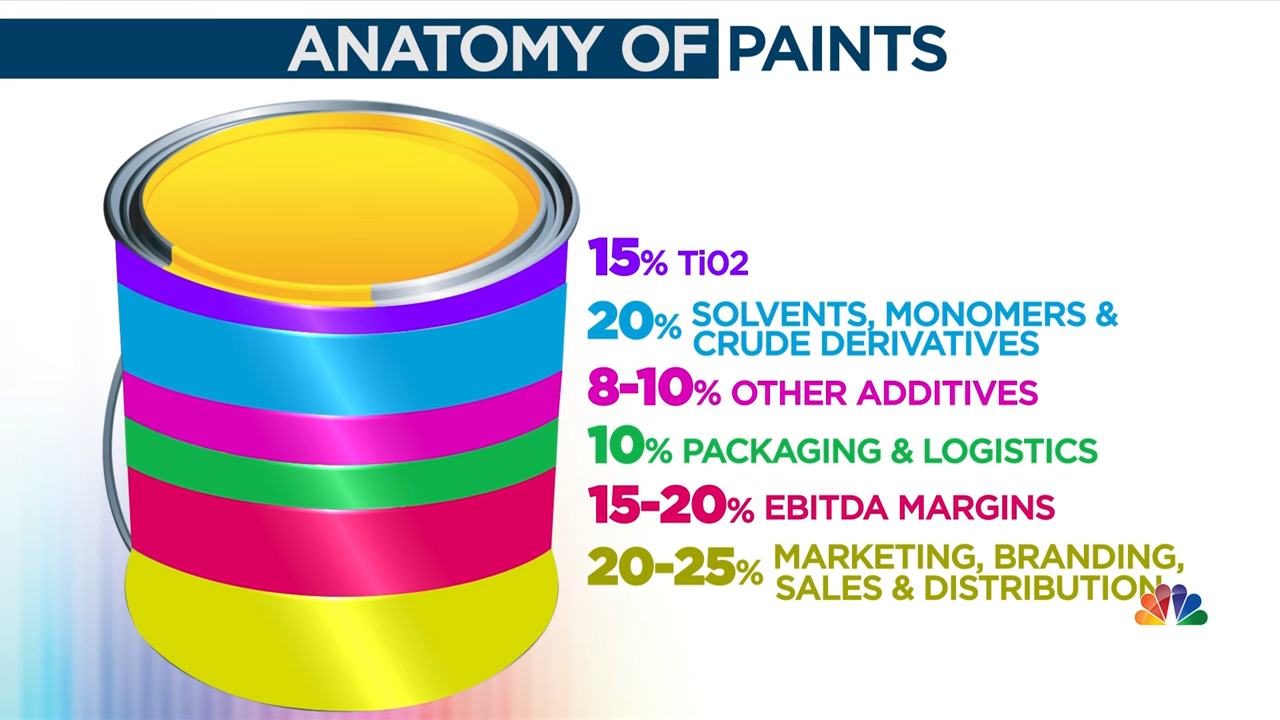 ANATOMY OF PAINTS
15% TiO2
20% SOLVENTS, MONOMERS &
CRUDE DERIVATIVES
8-10% OTHER ADDITIVES
10% PACKAGING & LOGISTICS
15-20% EBITDA MARGINS
20-25% MARKETING, BRANDING,
SALES & DISTRIBUTION